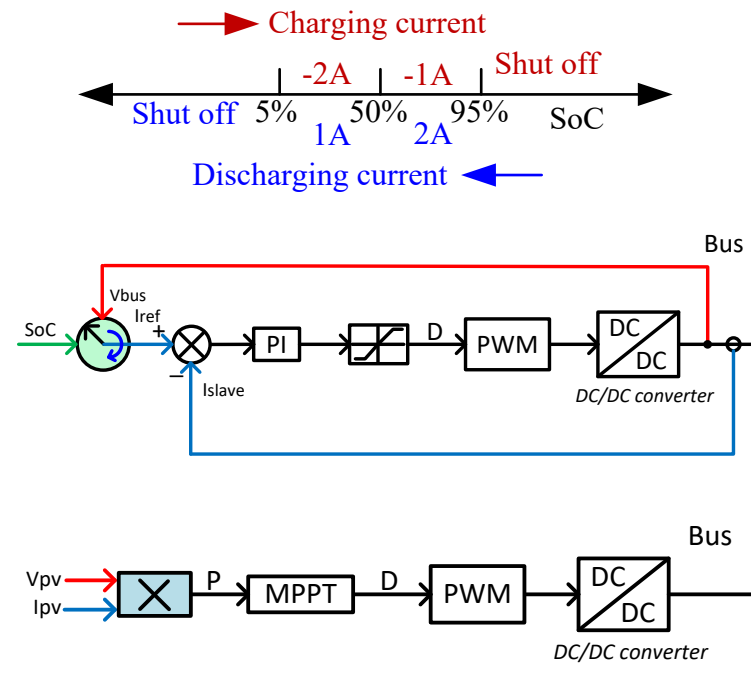 Charging current
-2A -1A Shut off
Shut off 5% 50% 95% SoC
1A 2A
Discharging current
Bus
Vbus
SoC Iref
+
PI D PWM DC
DC
–
Islave
DC/DC converter
Bus
Vpv P MPPT D PWM DC
Ipv DC
DC/DC converter